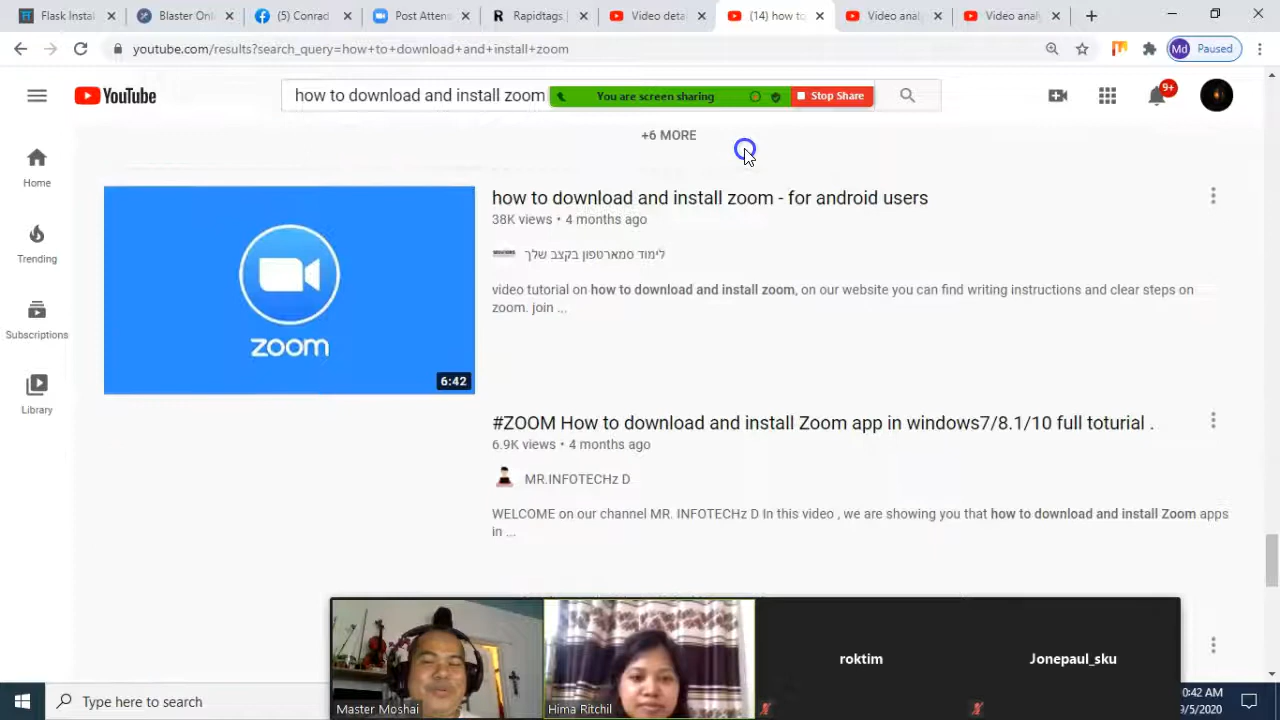 Flask Instal
Blaster Onl
(5) Conrad
Post Attena
Rapidtags
Video detai
(14) how to
Video analy
Video analy
youtube.com/results?search_query=how+to+download+and+install+zoom
Md Paused
YouTube
how to download and install zoom
You are screen sharing
Stop Share
9+
+6 MORE
Home
Trending
Subscriptions
Library
zoom
6:42
how to download and install zoom - for android users
38K views • 4 months ago
לימוד סמארטפון בקצב שלך
video tutorial on how to download and install zoom, on our website you can find writing instructions and clear steps on
zoom. join ...
#ZOOM How to download and install Zoom app in windows7/8.1/10 full toturial .
6.9K views • 4 months ago
MR.INFOTECHz D
WELCOME on our channel MR. INFOTECHz D In this video , we are showing you that how to download and install Zoom apps
in ...
Master Moshai
Hima Ritchil
roktim
Jonepaul_sku
Type here to search
0:42 AM
9/5/2020